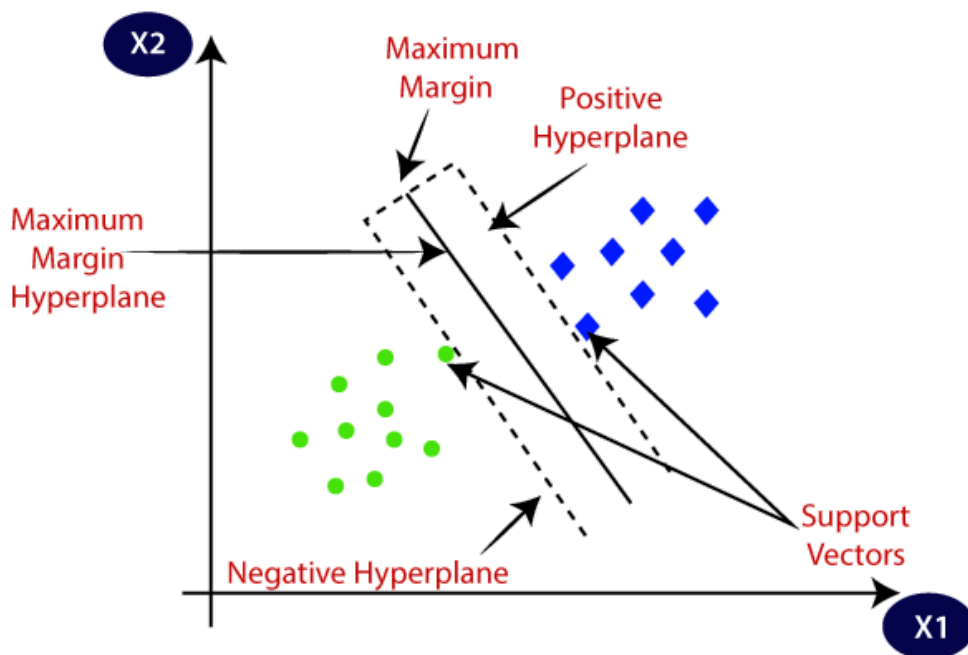 X2
Maximum
Margin
Positive
Hyperplane
Maximum
Margin
Hyperplane
Support
Vectors
Negative Hyperplane
X1